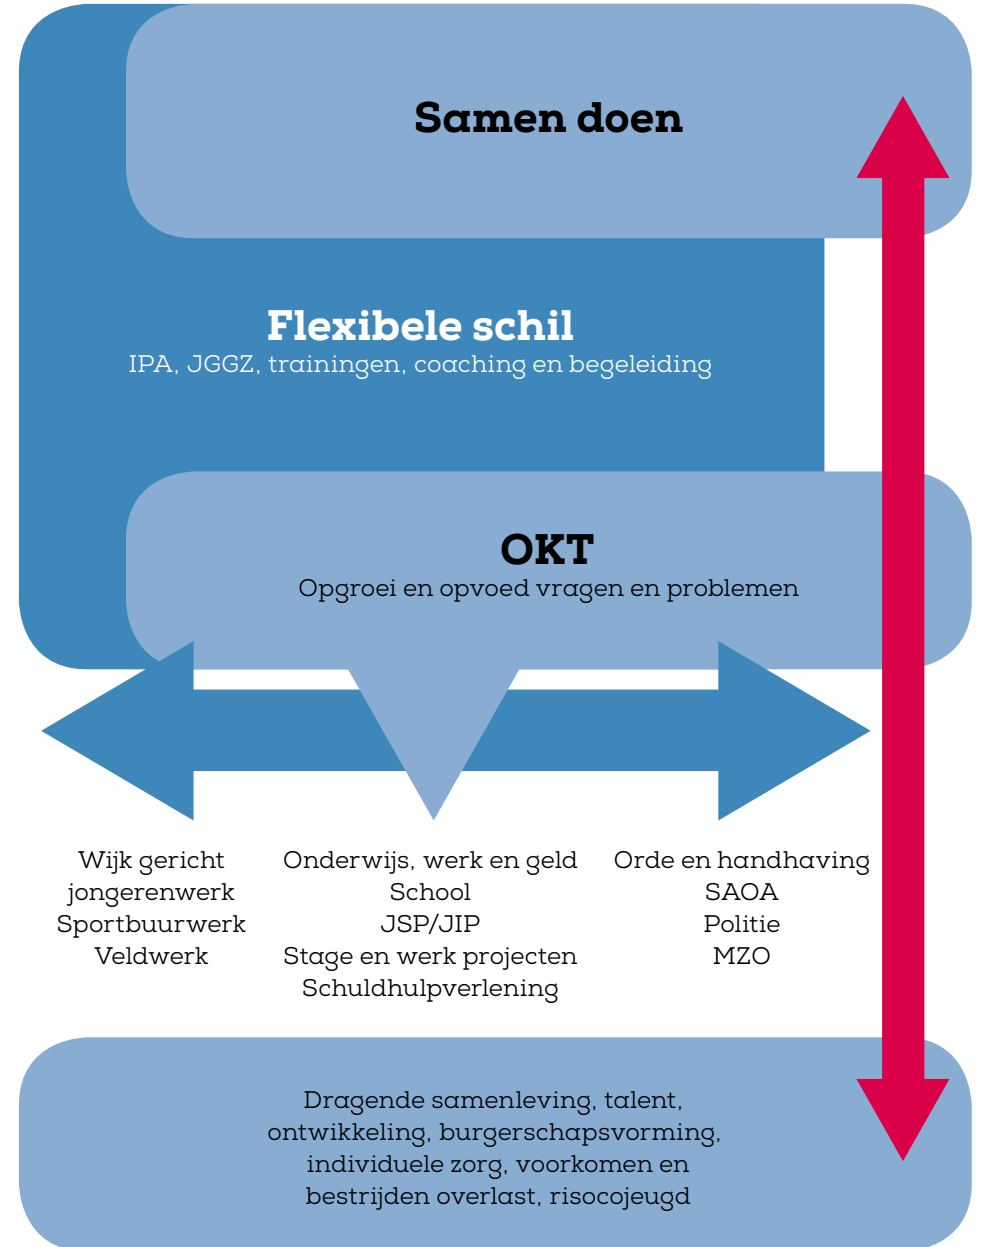 Samen doen
Flexibele schil
IPA, JGGZ, trainingen, coaching en begeleiding
OKT
Opgroei en opvoed vragen en problemen
Wijk gericht
jongerenwerk
Sportbuurwerk
Veldwerk
Onderwijs, werk en geld
School
JSP/JIP
Stage en werk projecten
Schuldhulpverlening
Orde en handhaving
SAOA
Politie
MZO
Dragende samenleving, talent,
ontwikkeling, burgerschapsvorming,
individuele zorg, voorkomen en
bestrijden overlast, risocojeugd